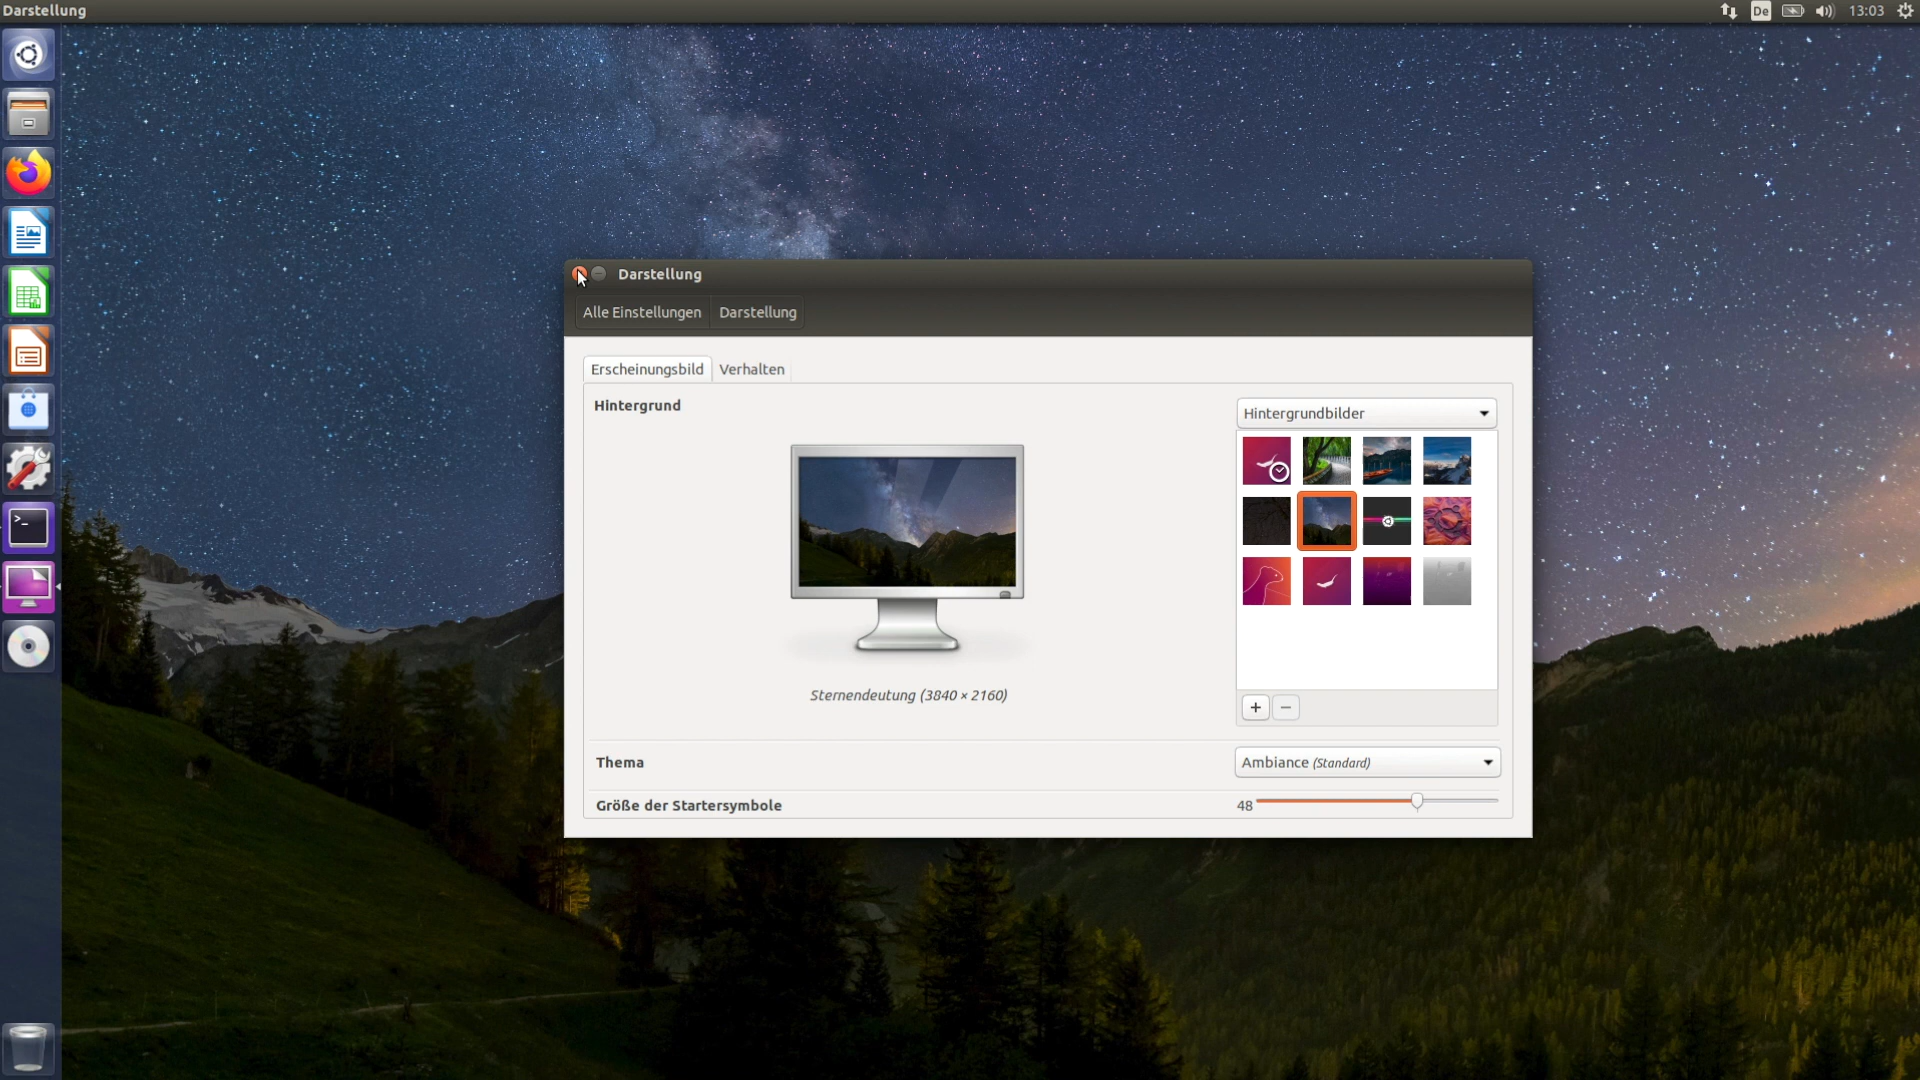 Darstellung
De
13:03
Darstellung
Alle Einstellungen
Darstellung
Erscheinungsbild
Verhalten
Hintergrund
Hintergrundbilder
Sternendeutung (3840 × 2160)
Thema
Ambiance (Standard)
Größe der Startersymbole
48